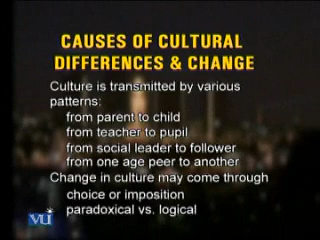 CAUSES OF CULTURAL
DIFFERENCES & CHANGE
Culture is transmitted by various
patterns:
from parent to child
from teacher to pupil
from social leader to follower
from one age peer to another
Change in culture may come through
choice or imposition
paradoxical vs. logical
VU